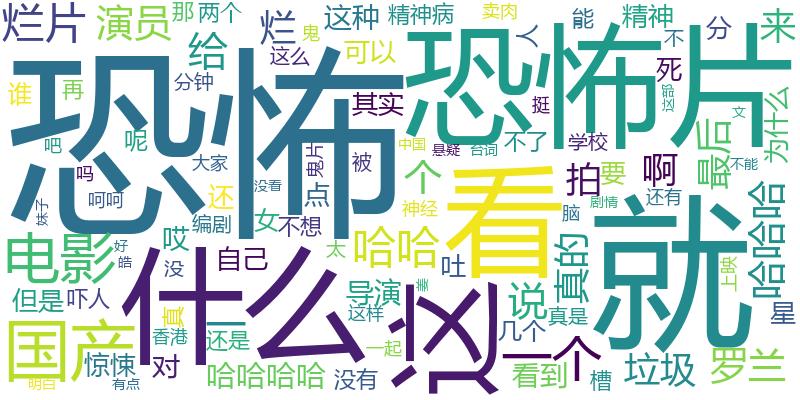 烂片
演员
那
两个
烂
这种
精神病
卖肉
人
能
精神
分
来
给
鬼
这么
可以
不
恐怖
恐怖片
谁
再
分钟
其实
挺
死
这部
文
为什么
吧
呢
吗
大家
鬼片
被
中国
悬疑
台词
不了
学校
最后
不能
呵呵
没看
还
点
个
看
拍
要
啊
还有
妹子
编剧
女
不想
神经
剧情
脑
就
哈哈哈
电影
好
皓
哎
没
自己
太
哈哈
吐
什么
这
说
真的
上映
但是
吓人
真
一
导演
姜
星
国产
香港
还是
这样
几个
真是
惊悚
对
一起
一个
明白
有点
哈哈哈哈
没有
看到
槽
垃圾
罗兰